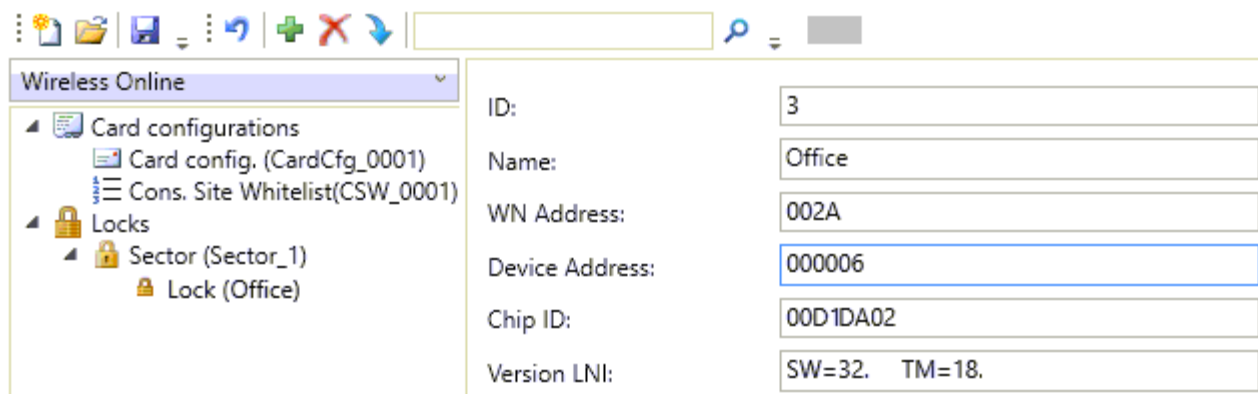 Wireless Online
Card configurations
Card config. (CardCfg_0001)
Cons. Site Whitelist(CSW_0001)
Locks
Sector (Sector_1)
Lock (Office)
ID: 3
Name: Office
WN Address: 002A
Device Address: 000006
Chip ID: 00D1DA02
Version LNI: SW=32. TM=18.